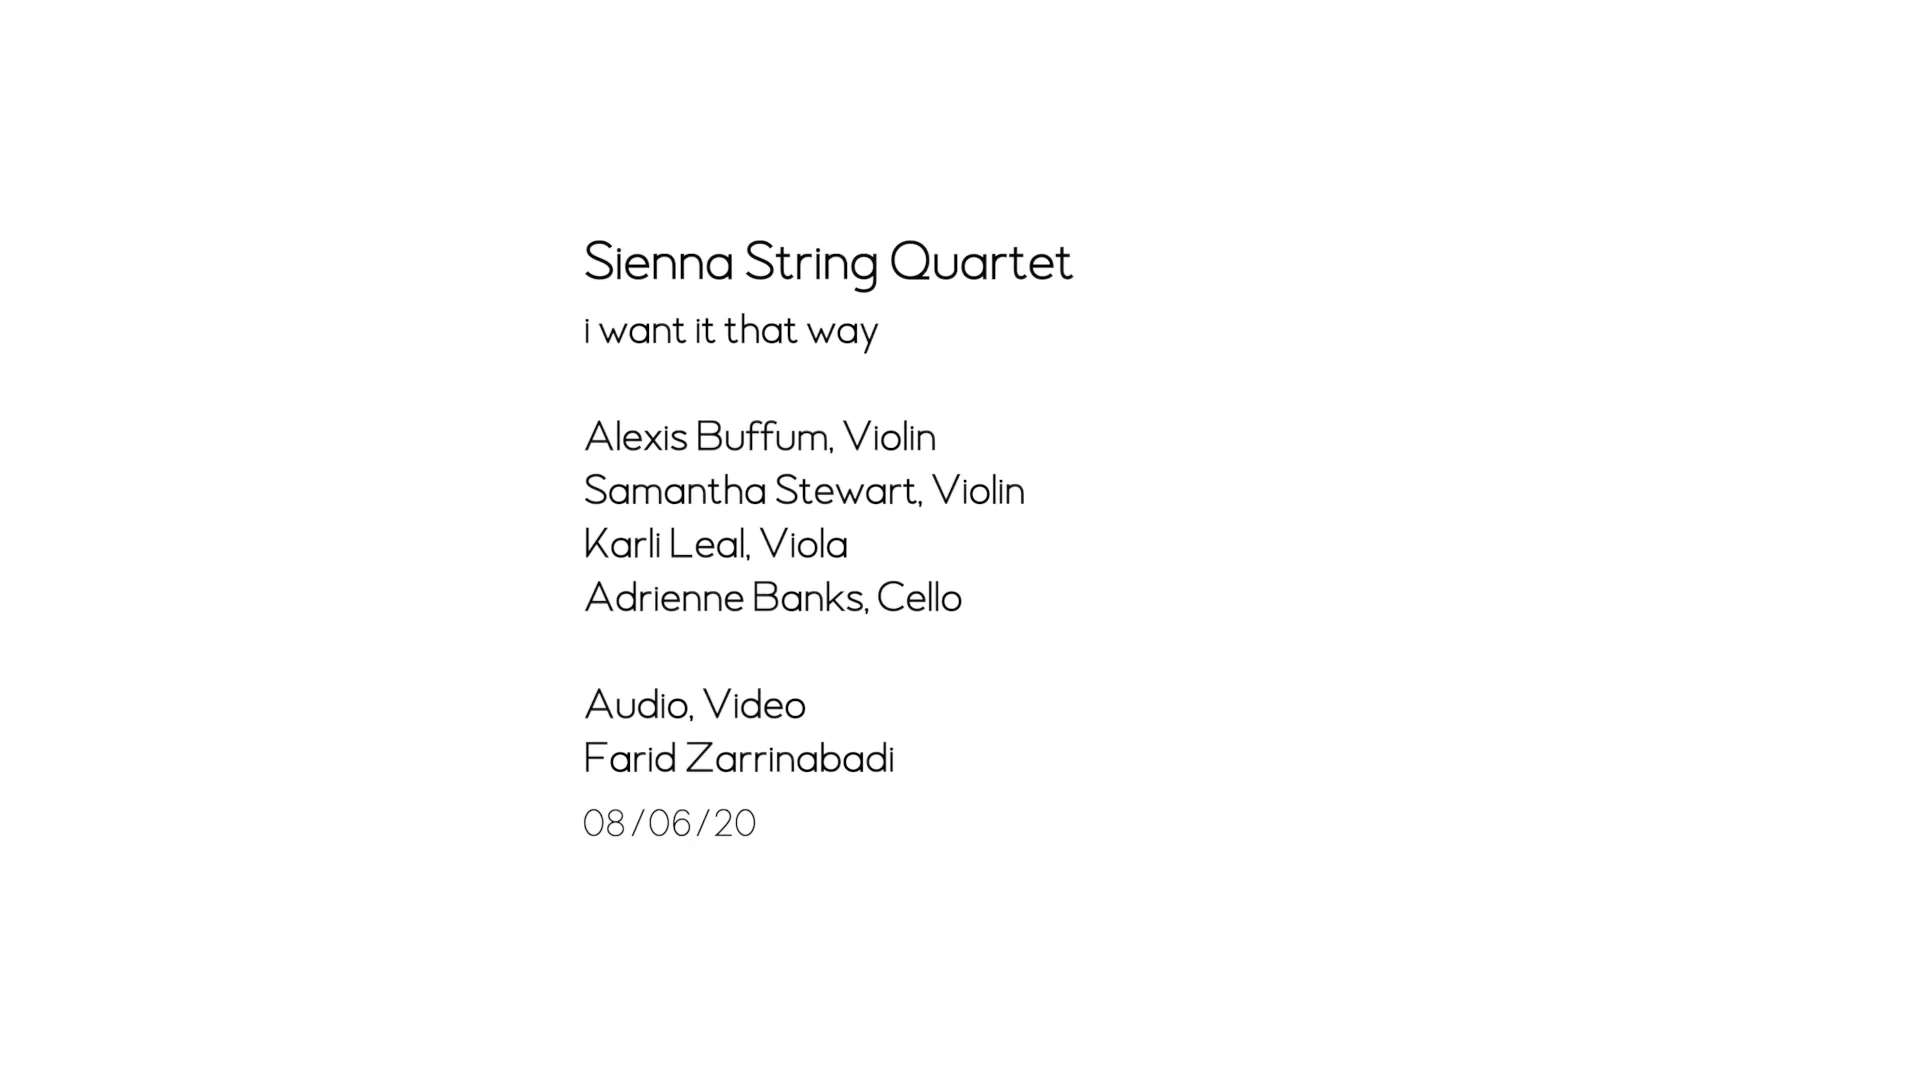 Sienna String Quartet
i want it that way
Alexis Buffum, Violin
Samantha Stewart, Violin
Karli Leal, Viola
Adrienne Banks, Cello
Audio, Video
Farid Zarrinabadi
08/06/20